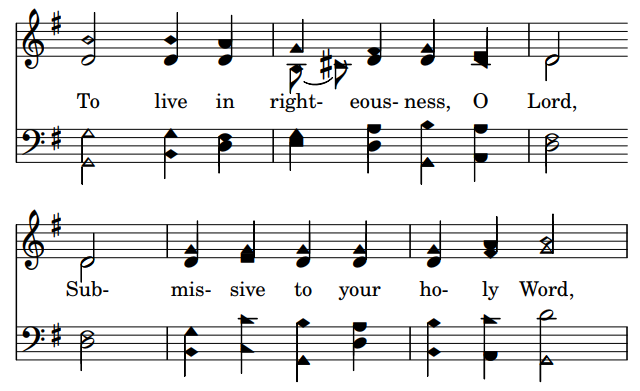 To live in right- eous- ness, O Lord,
Sub- mis- sive to your ho- ly Word,